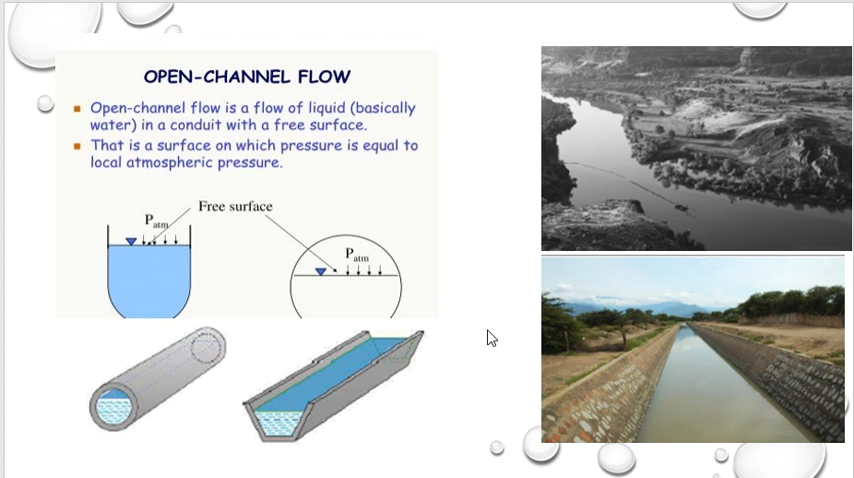 OPEN-CHANNEL FLOW
Open-channel flow is a flow of liquid (basically
water) in a conduit with a free surface.
That is a surface on which pressure is equal to
local atmospheric pressure.
Free surface
Patm
Patm